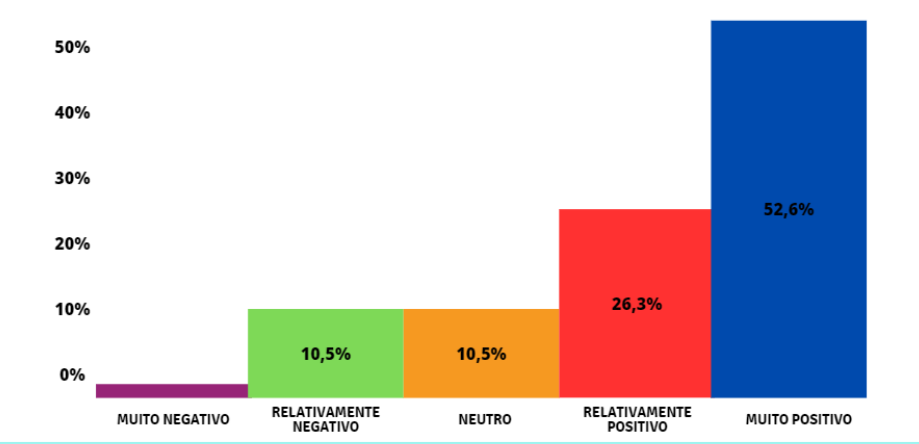 50%
40%
30%
20%
10%
0%
52,6%
26,3%
10,5%
10,5%
MUITO NEGATIVO
RELATIVAMENTE
NEGATIVO
NEUTRO
RELATIVAMENTE
POSITIVO
MUITO POSITIVO